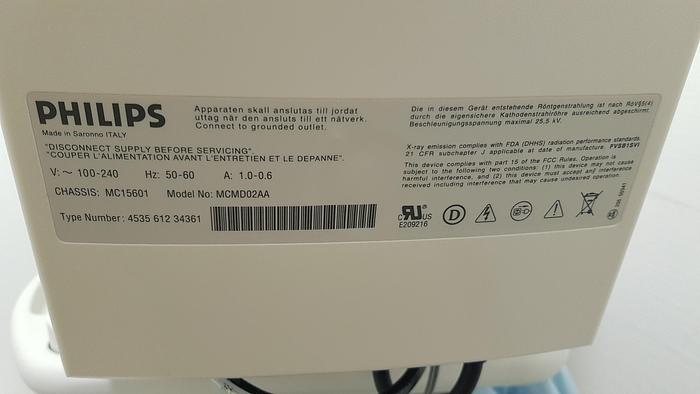 PHILIPS
Made in Saronno ITALY
Apparaten skall anslutas till jordat
uttag när den ansluts till ett nätverk.
Connect to grounded outlet.
"DISCONNECT SUPPLY BEFORE SERVICING".
"COUPER L'ALIMENTATION AVANT L'ENTRETIEN ET LE DEPANNE".
V: ~ 100-240 Hz: 50-60 A: 1.0-0.6
CHASSIS: MC15601 Model No: MCMD02AA
Type Number: 4535 612 34361
Die in diesem Gerät entstehende Röntgenstrahlung ist nach RöV§5(4)
durch die eigensichere Kathodenstrahlröhre ausreichend abgeschirmt.
Beschleunigungsspannung maximal 25,5 kV.
X-ray emission complies with FDA (DHHS) radiation performance standards,
21 CFR subchapter J applicable at date of manufacture. FVSB15VI
This device complies with part 15 of the FCC Rules. Operation is
subject to the following two conditions: (1) this device may not cause
harmful interference, and (2) this device must accept any interference
received including interference that may cause undesired operation.
c RU US
E209216
D